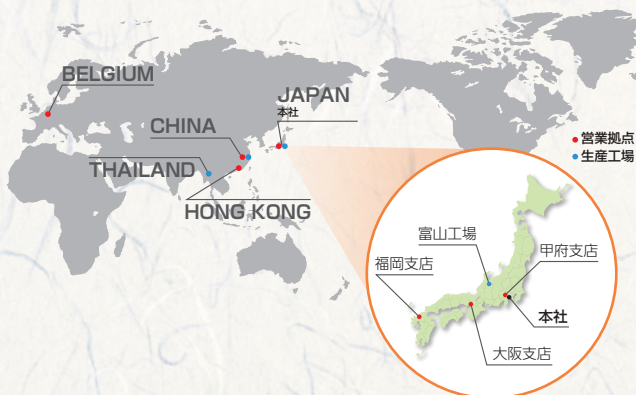 BELGIUM
JAPAN
本社
CHINA
THAILAND
HONG KONG
営業拠点
生産工場
富山工場
甲府支店
福岡支店
本社
大阪支店